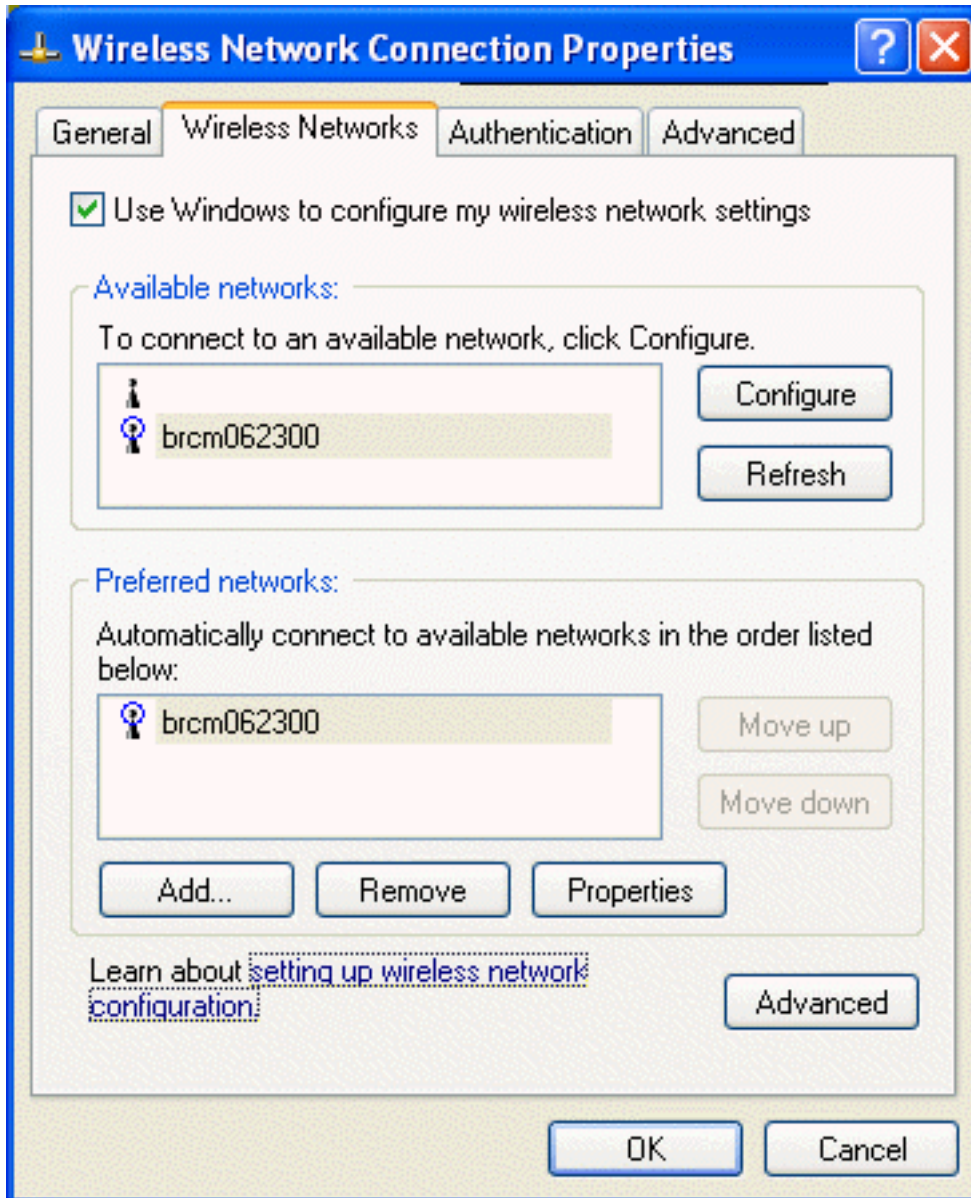 Wireless Network Connection Properties
General Wireless Networks Authentication Advanced
Use Windows to configure my wireless network settings
Available networks:
To connect to an available network, click Configure.
brcm062300
Configure
Refresh
Preferred networks:
Automatically connect to available networks in the order listed
below:
brcm062300
Move up
Move down
Add... Remove Properties
Learn about setting up wireless network
configuration.
Advanced
OK Cancel